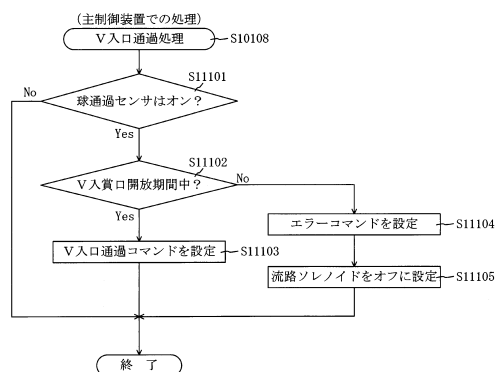 (主制御装置での処理)
V入口通過処理
S10108
S11101
No
球通過センサはオン?
Yes
S11102
V入賞口開放期間中?
No
Yes
エラーコマンドを設定
S11104
V入口通過コマンドを設定
S11103
流路ソレノイドをオフに設定
S11105
終 了